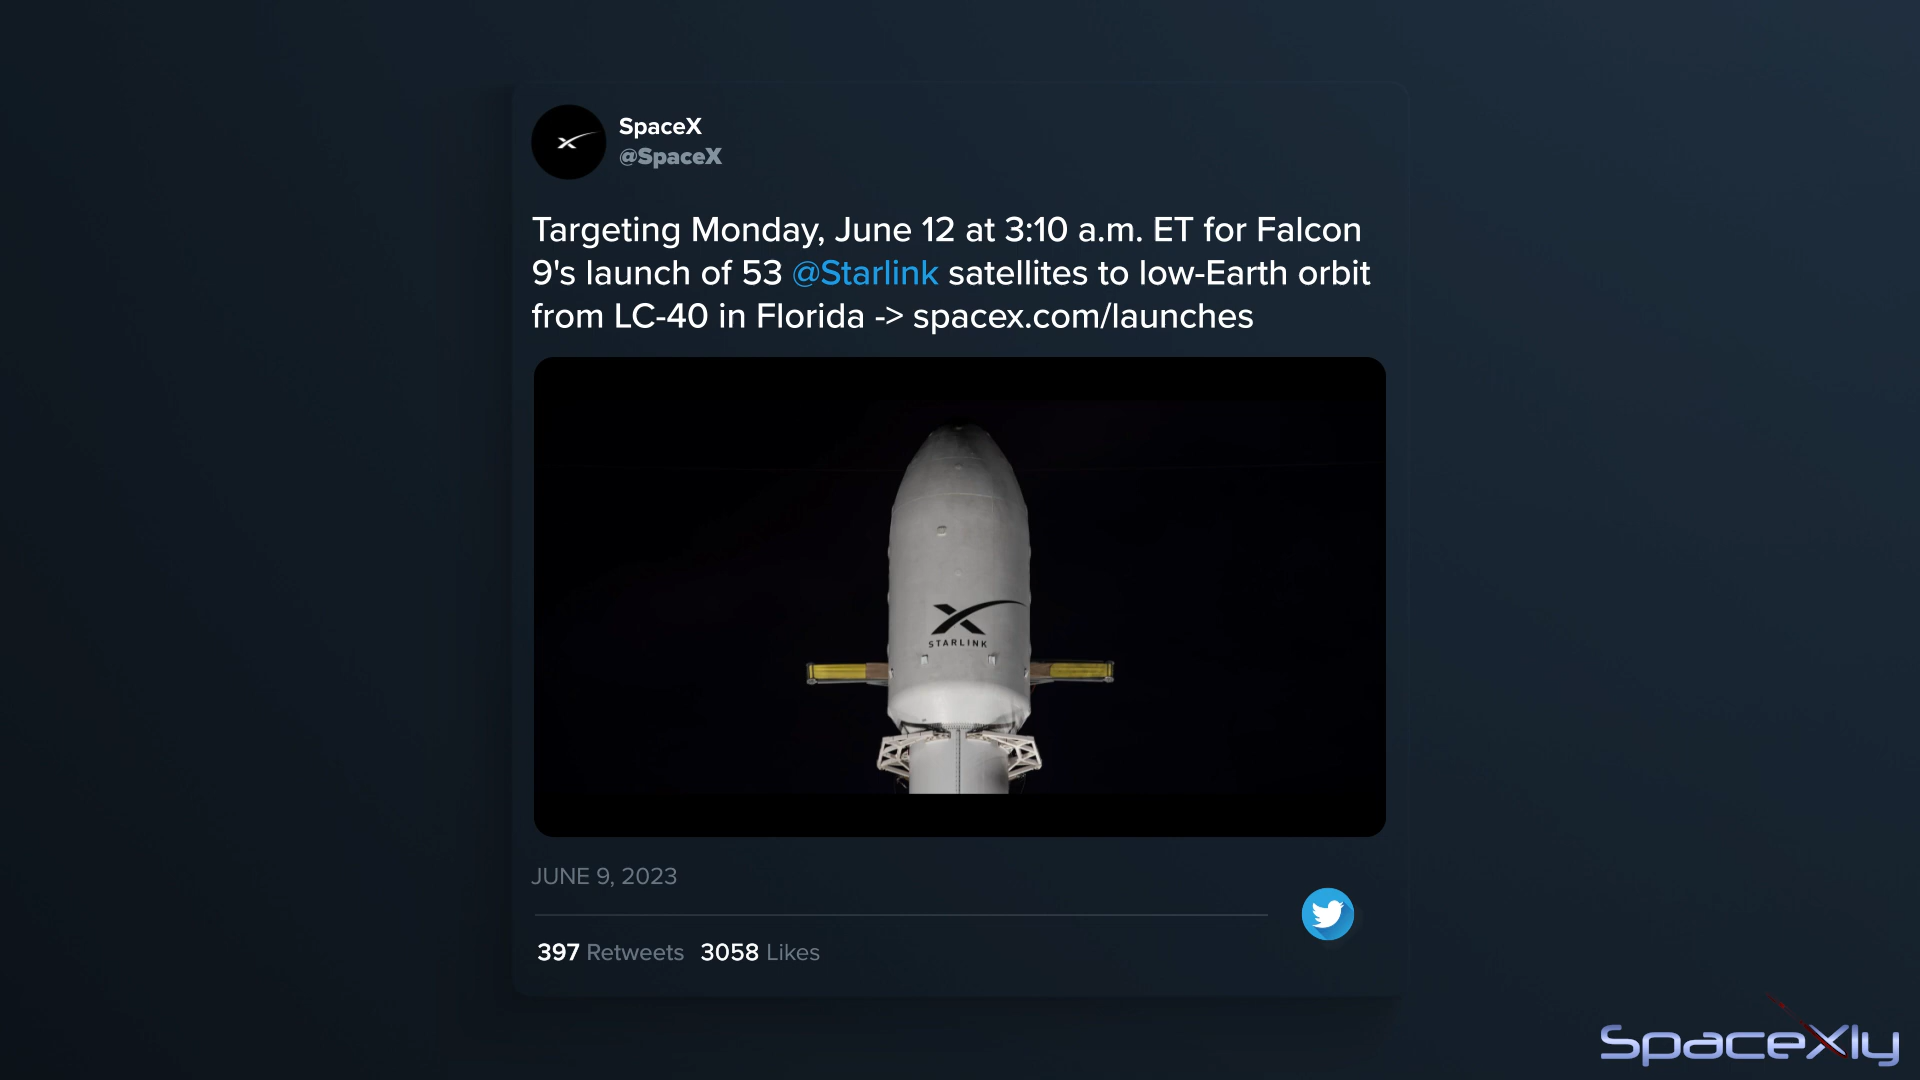 SpaceX
@SpaceX
Targeting Monday, June 12 at 3:10 a.m. ET for Falcon
9's launch of 53 @Starlink satellites to low-Earth orbit
from LC-40 in Florida -> spacex.com/launches
STARLINK
JUNE 9, 2023
397 Retweets 3058 Likes
SpaceXly